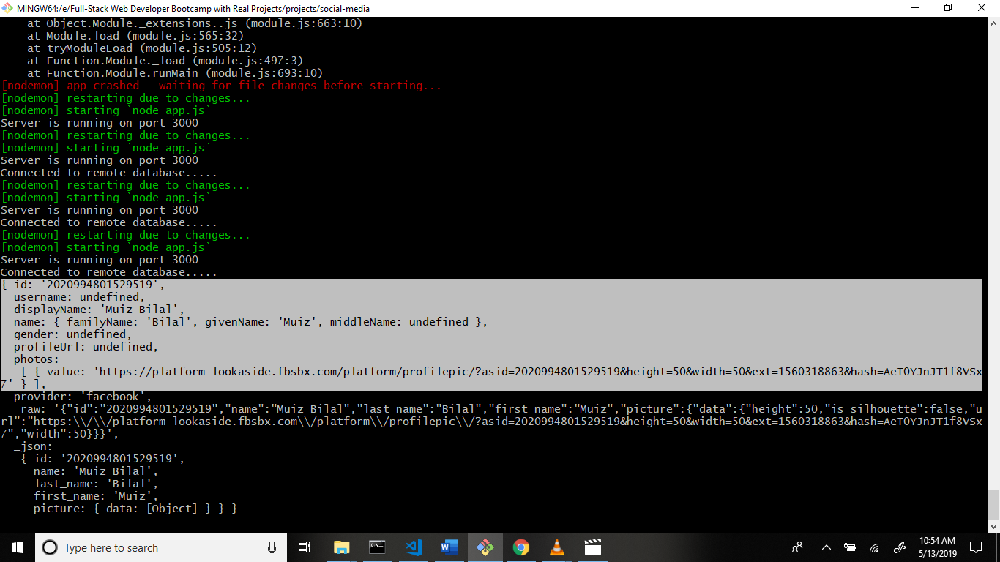 MINGW64:/e/Full-Stack Web Developer Bootcamp with Real Projects/projects/social-media
    at Object.Module._extensions..js (module.js:663:10)
    at Module.load (module.js:565:32)
    at tryModuleLoad (module.js:505:12)
    at Function.Module._load (module.js:497:3)
    at Function.Module.runMain (module.js:693:10)
[nodemon] app crashed - waiting for file changes before starting...
[nodemon] restarting due to changes...
[nodemon] starting `node app.js`
Server is running on port 3000
[nodemon] restarting due to changes...
[nodemon] starting `node app.js`
Server is running on port 3000
Connected to remote database.....
[nodemon] restarting due to changes...
[nodemon] starting `node app.js`
Server is running on port 3000
Connected to remote database.....
[nodemon] restarting due to changes...
[nodemon] starting `node app.js`
Server is running on port 3000
Connected to remote database.....
{ id: '2020994801529519',
  username: undefined,
  displayName: 'Muiz Bilal',
  name: { familyName: 'Bilal', givenName: 'Muiz', middleName: undefined },
  gender: undefined,
  profileUrl: undefined,
  photos:
   [ { value: 'https://platform-lookaside.fbsbx.com/platform/profilepic/?asid=2020994801529519&height=50&width=50&ext=1560318863&hash=AeT0YJnJT1f8VSx
7' } ],
  provider: 'facebook',
  _raw: '{"id":"2020994801529519","name":"Muiz Bilal","last_name":"Bilal","first_name":"Muiz","picture":{"data":{"height":50,"is_silhouette":false,"u
rl":"https:\\/\\/platform-lookaside.fbsbx.com\\/platform\\/profilepic\\/?asid=2020994801529519&height=50&width=50&ext=1560318863&hash=AeT0YJnJT1f8VSx
7","width":50}}}',
  _json:
   { id: '2020994801529519',
     name: 'Muiz Bilal',
     last_name: 'Bilal',
     first_name: 'Muiz',
     picture: { data: [Object] } } }
Type here to search
10:54 AM
5/13/2019